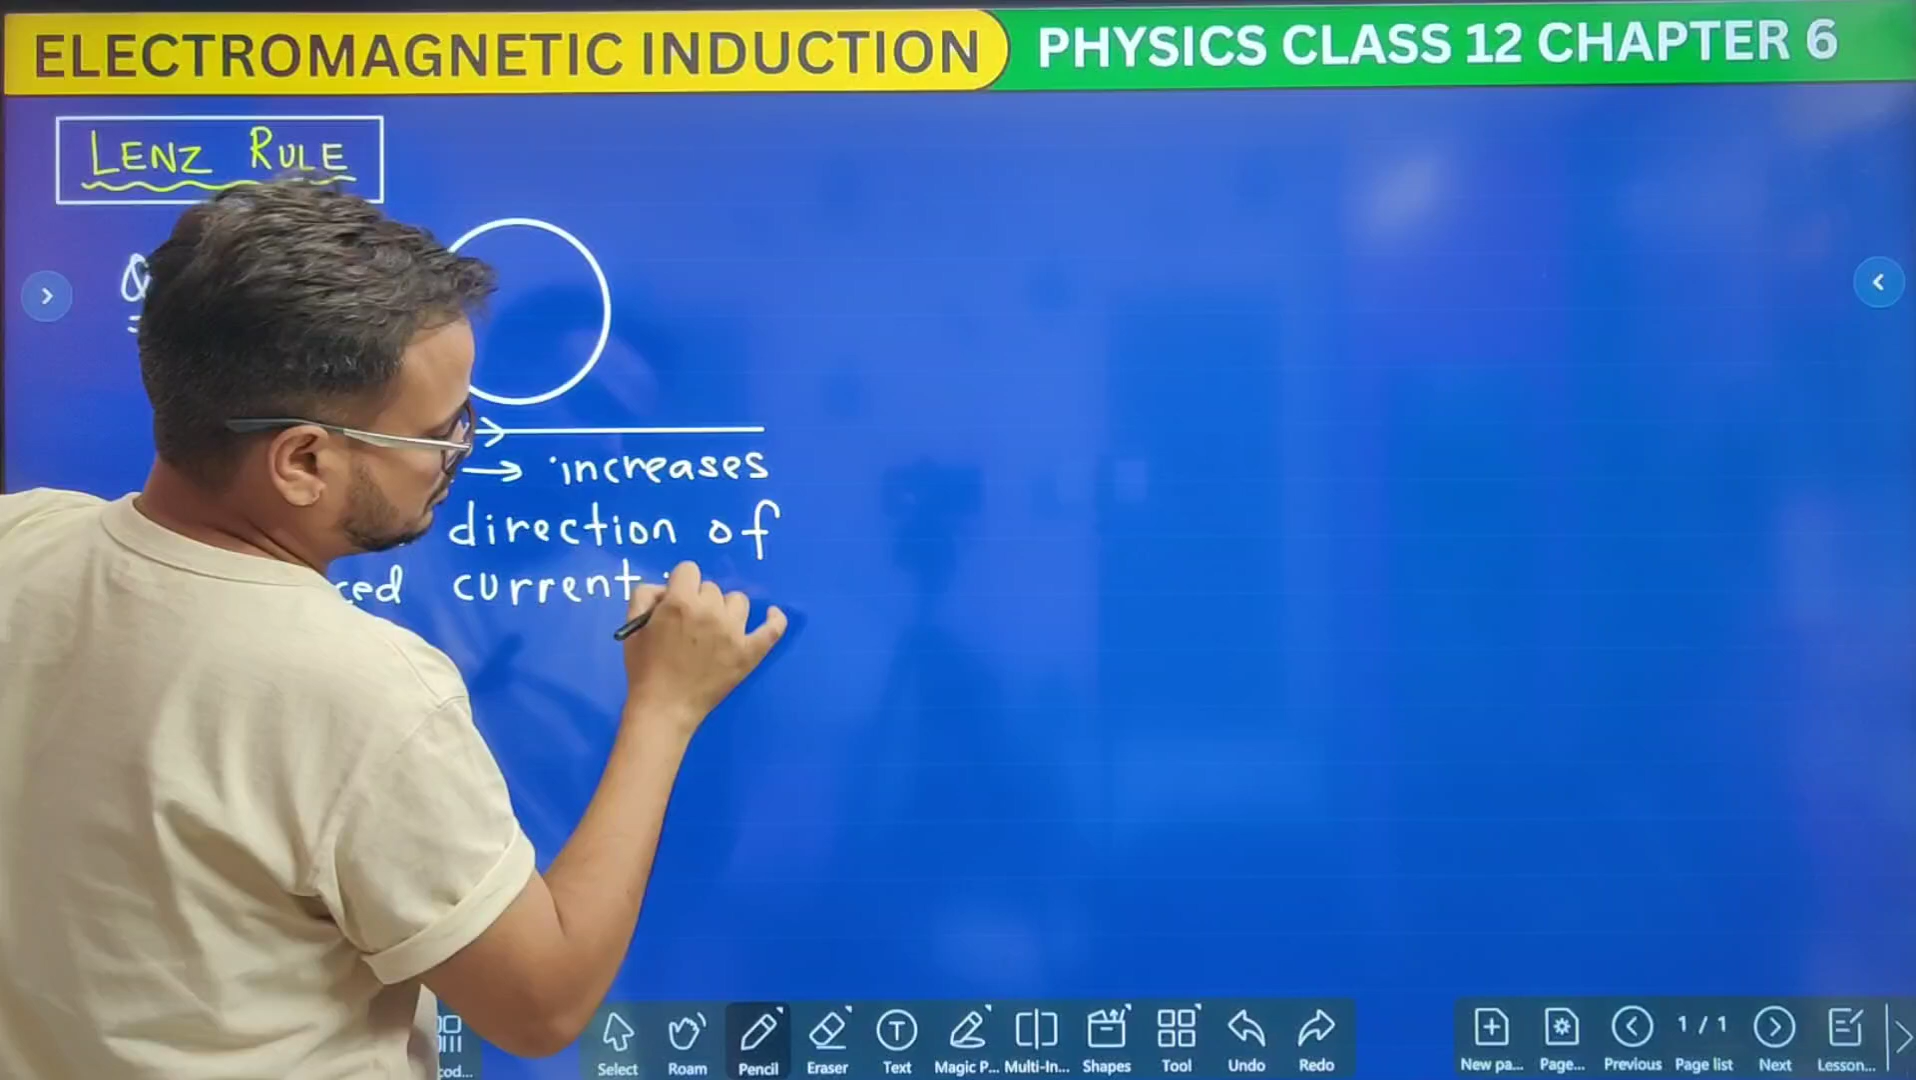 ELECTROMAGNETIC INDUCTION
PHYSICS CLASS 12 CHAPTER 6
LENZ RULE
Q
→ increases
direction of
ced current
cod...
Select
Roam
Pencil
Eraser
Text
Magic P...
Multi-In...
Shapes
Tool
Undo
Redo
New pa...
Page...
Previous
1 / 1
Page list
Next
Lesson...